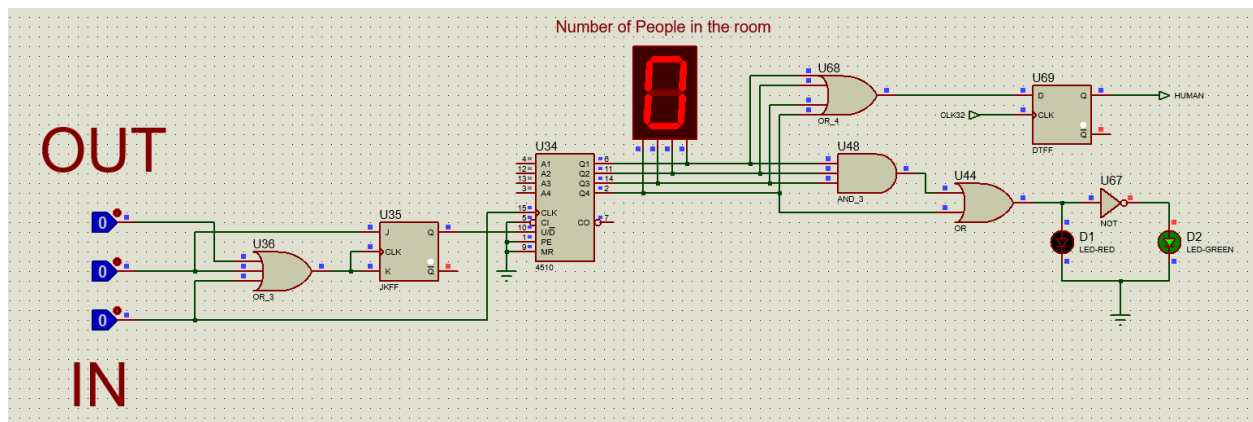 Number of People in the room
OUT
IN
0
0
0
U36
OR_3
U35
J
Q
CLK
K
Q
JKFF
U34
4 A1
12 A2
13 A3
3 A4
15 CLK
5 CI
10 U/D
1 PE
9 MR
Q1 6
Q2 11
Q3 14
Q4 2
CO 7
4510
0
U68
OR_4
U48
AND_3
U44
OR
U69
D
Q
CLK
Q
DTFF
CLK32
HUMAN
U67
NOT
D1
LED-RED
D2
LED-GREEN